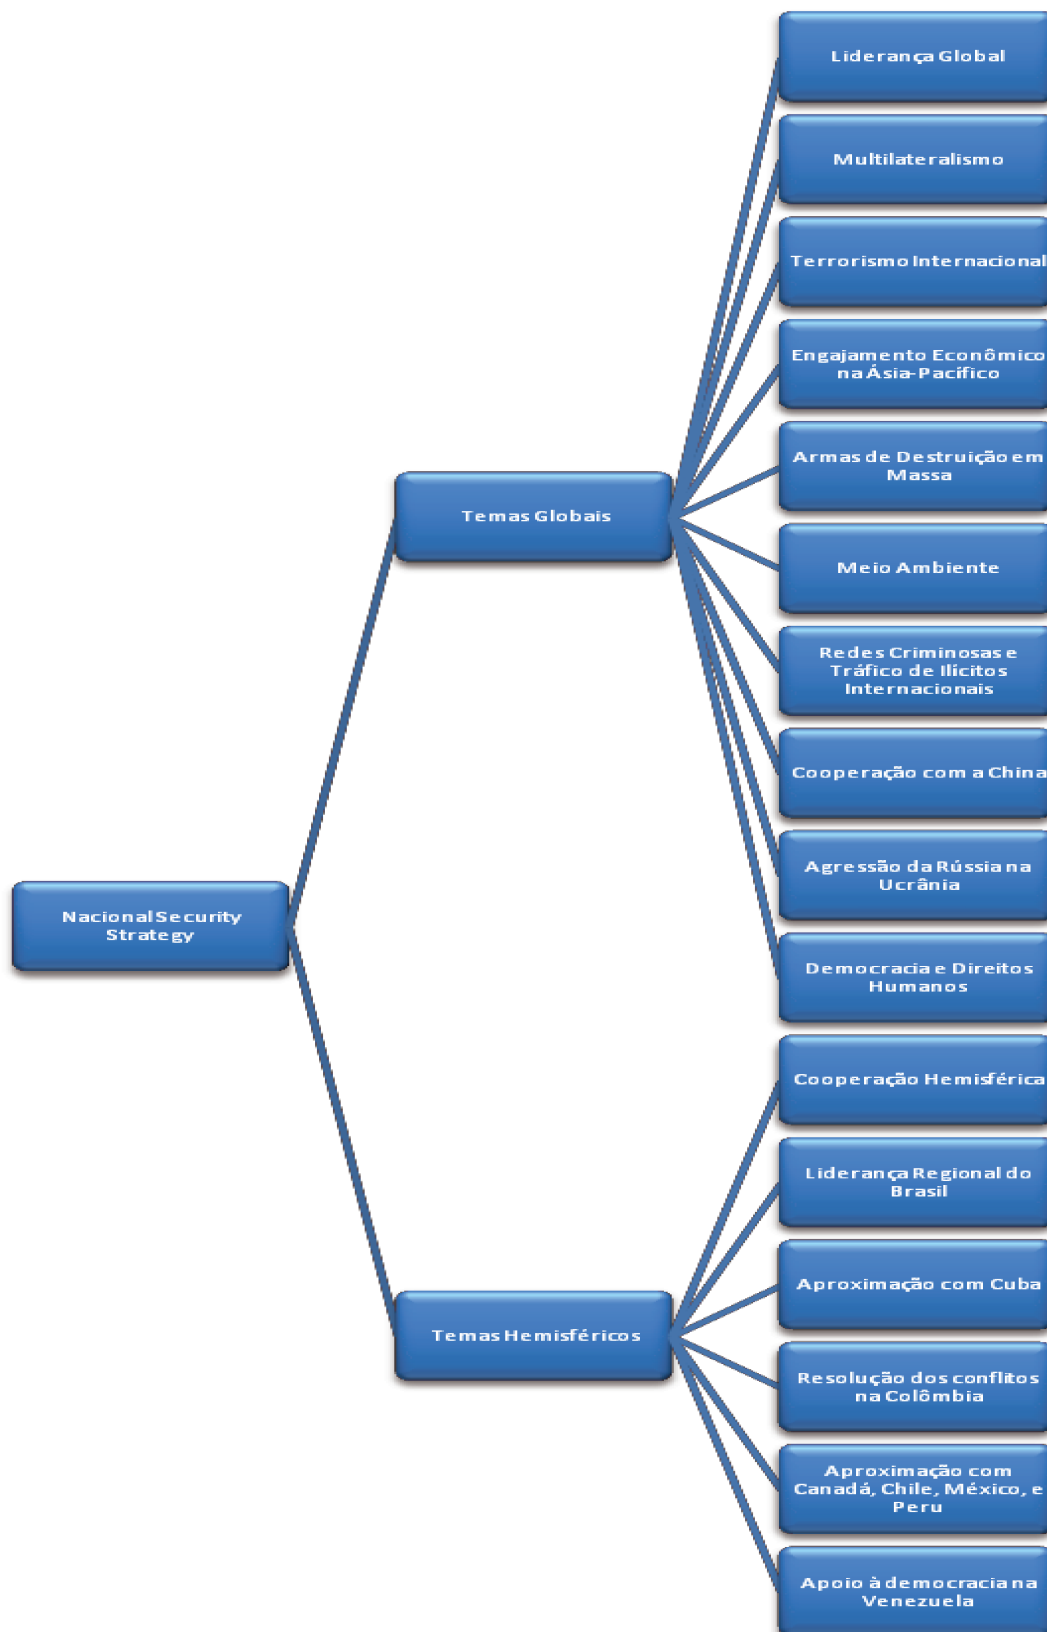 Liderança Global
Multilateralismo
Terrorismo Internacional
Engajamento Econômico
na Ásia-Pacífico
Armas de Destruição em
Massa
Temas Globais
Meio Ambiente
Redes Criminosas e
Tráfico de Ilícitos
Internacionais
Cooperação com a China
Agressão da Rússia na
Ucrânia
Nacional Security
Strategy
Democracia e Direitos
Humanos
Cooperação Hemisférica
Liderança Regional do
Brasil
Aproximação com Cuba
Temas Hemisféricos
Resolução dos conflitos
na Colômbia
Aproximação com
Canadá, Chile, México, e
Peru
Apoio à democracia na
Venezuela